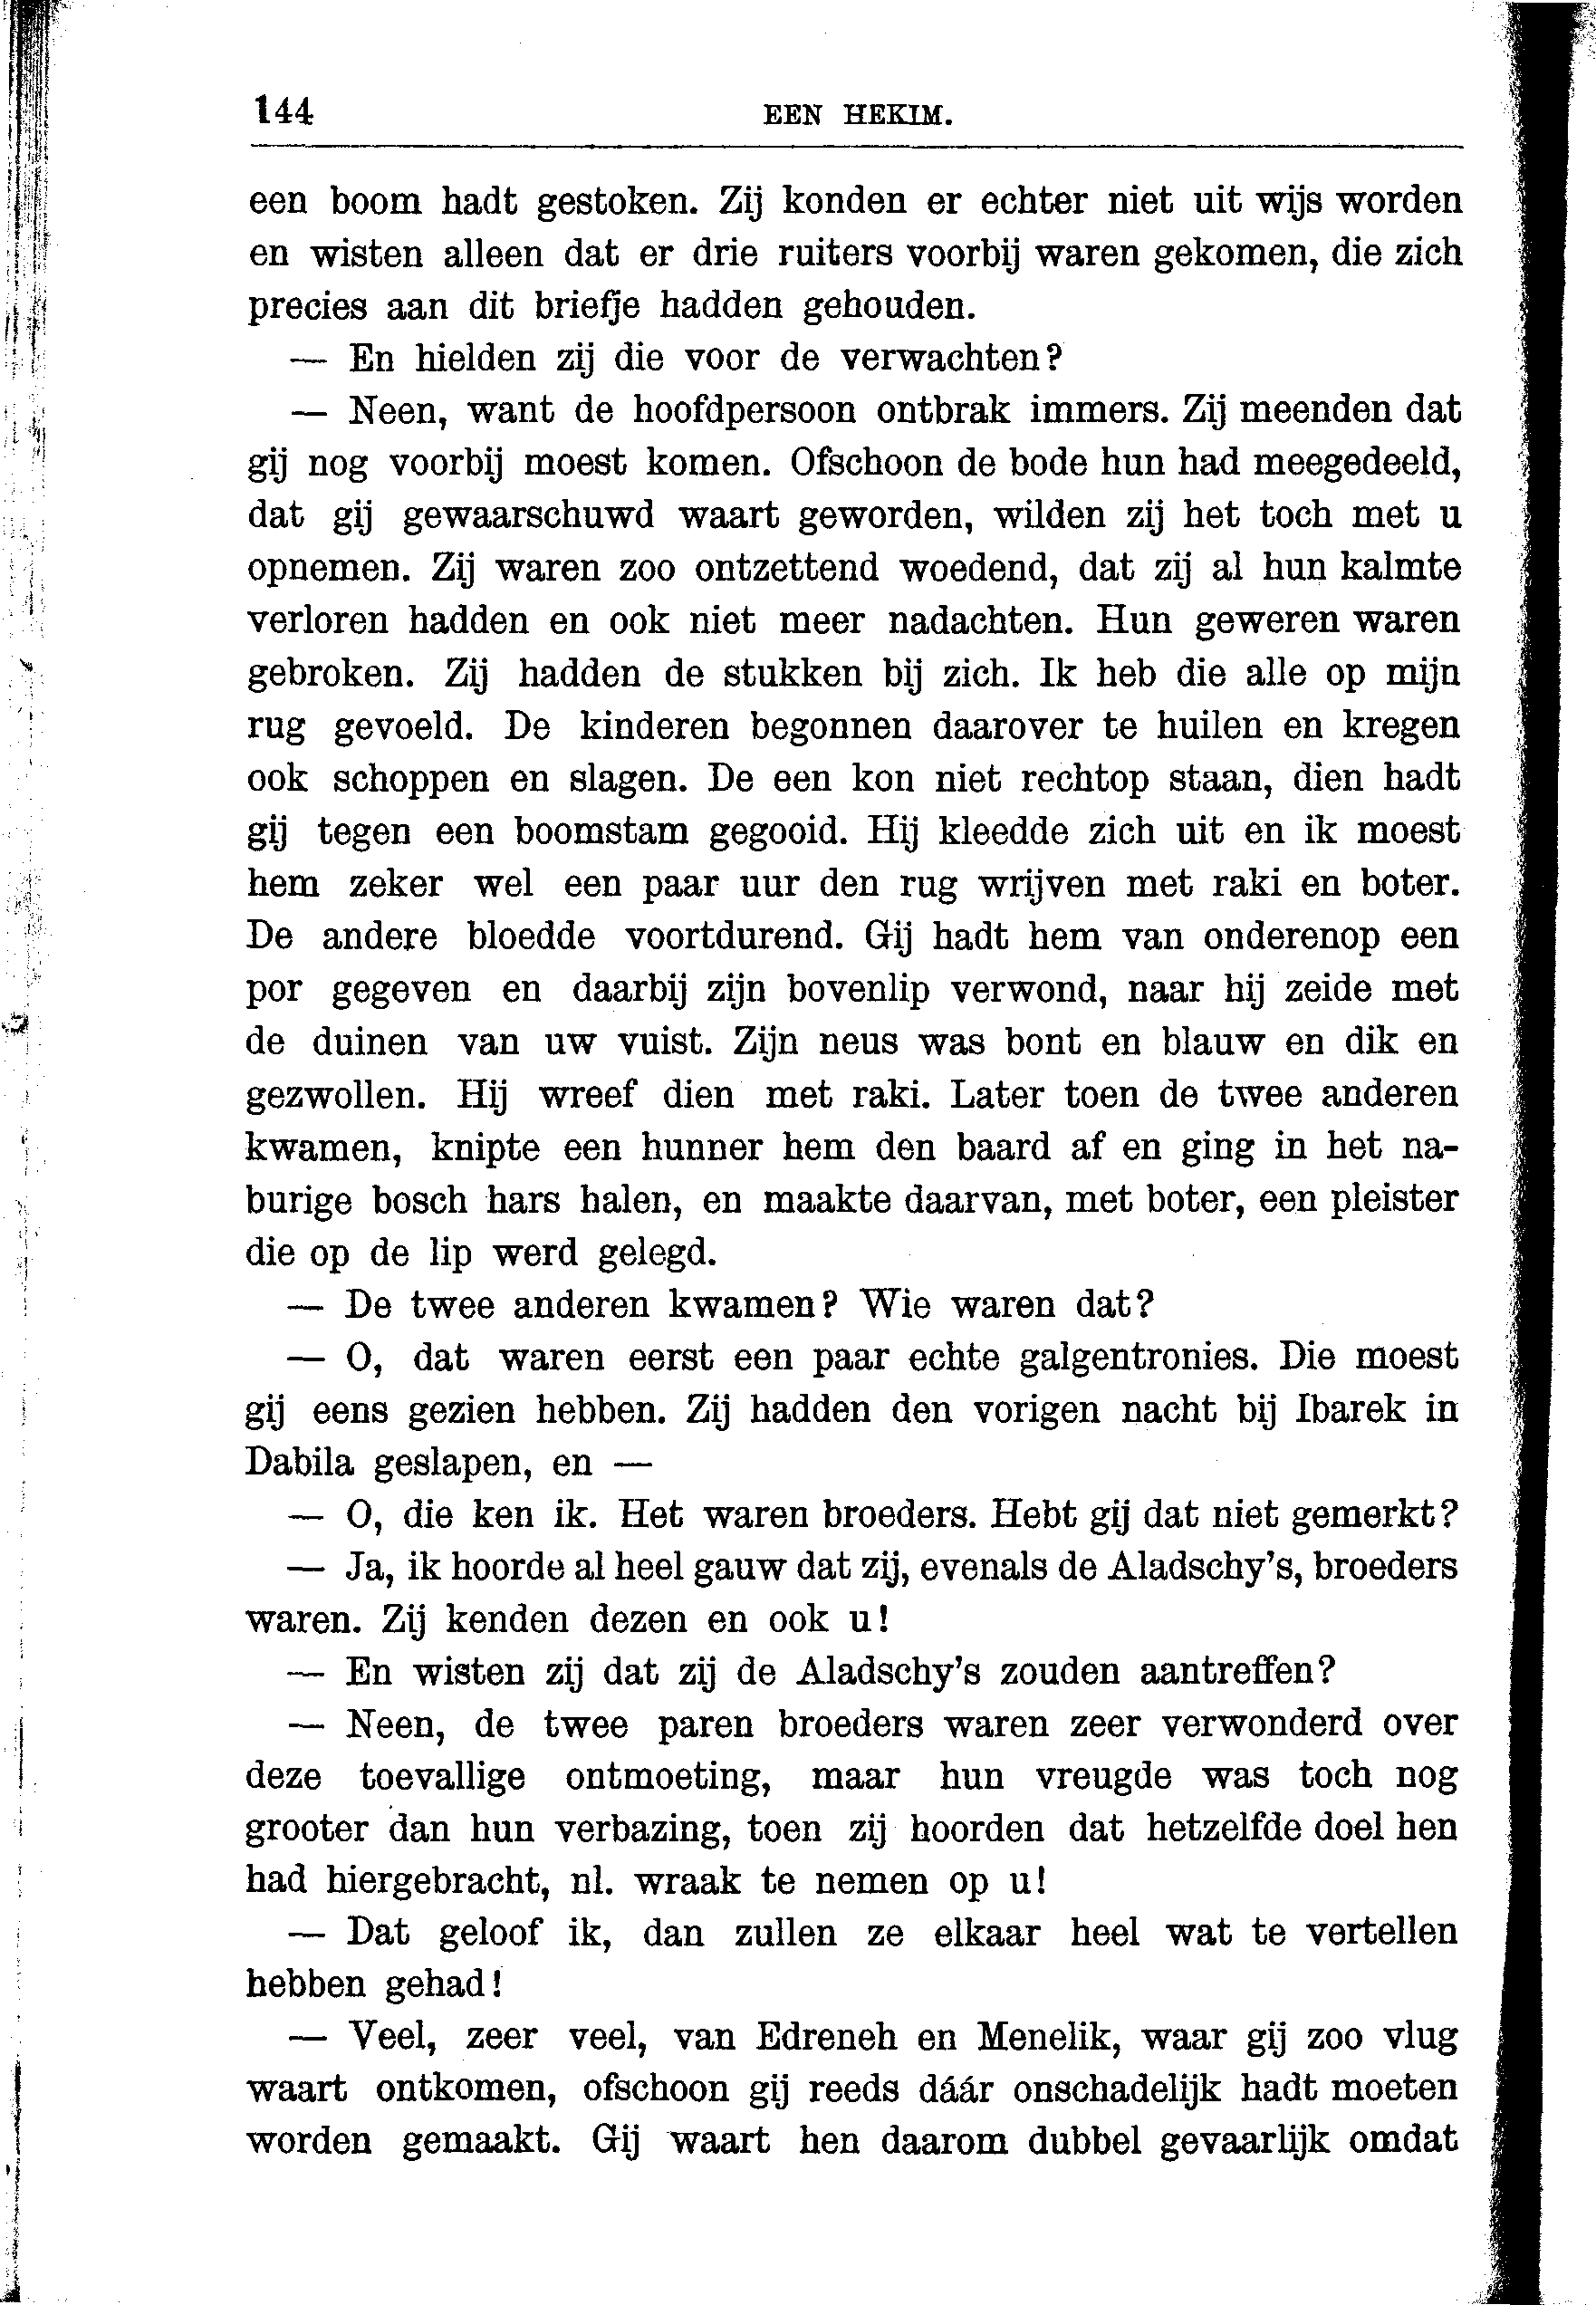 144
EEN HEKIM.
een boom hadt gestoken. Zij konden er echter niet uit wijs worden
en wisten alleen dat er drie ruiters voorbij waren gekomen, die zich
precies aan dit briefje hadden gehouden.
— En hielden zij die voor de verwachten?
— Neen, want de hoofdpersoon ontbrak immers. Zij meenden dat
gij nog voorbij moest komen. Ofschoon de bode hun had meegedeeld,
dat gij gewaarschuwd waart geworden, wilden zij het toch met u
opnemen. Zij waren zoo ontzettend woedend, dat zij al hun kalmte
verloren hadden en ook niet meer nadachten. Hun geweren waren
gebroken. Zij hadden de stukken bij zich. Ik heb die alle op mijn
rug gevoeld. De kinderen begonnen daarover te huilen en kregen
ook schoppen en slagen. De een kon niet rechtop staan, dien hadt
gij tegen een boomstam gegooid. Hij kleedde zich uit en ik moest
hem zeker wel een paar uur den rug wrijven met raki en boter.
De andere bloedde voortdurend. Gij hadt hem van onderenop een
por gegeven en daarbij zijn bovenlip verwond, naar hij zeide met
de duinen van uw vuist. Zijn neus was bont en blauw en dik en
gezwollen. Hij wreef dien met raki. Later toen de twee anderen
kwamen, knipte een hunner hem den baard af en ging in het na-
burige bosch hars halen, en maakte daarvan, met boter, een pleister
die op de lip werd gelegd.
— De twee anderen kwamen? Wie waren dat?
— O, dat waren eerst een paar echte galgentronies. Die moest
gij eens gezien hebben. Zij hadden den vorigen nacht bij Ibarek in
Dabila geslapen, en —
— O, die ken ik. Het waren broeders. Hebt gij dat niet gemerkt?
— Ja, ik hoorde al heel gauw dat zij, evenals de Aladschy's, broeders
waren. Zij kenden dezen en ook u!
— En wisten zij dat zij de Aladschy's zouden aantreffen?
— Neen, de twee paren broeders waren zeer verwonderd over
deze toevallige ontmoeting, maar hun vreugde was toch nog
grooter dan hun verbazing, toen zij hoorden dat hetzelfde doel hen
had hiergebracht, nl. wraak te nemen op u!
— Dat geloof ik, dan zullen ze elkaar heel wat te vertellen
hebben gehad!
— Veel, zeer veel, van Edreneh en Menelik, waar gij zoo vlug
waart ontkomen, ofschoon gij reeds dáár onschadelijk hadt moeten
worden gemaakt. Gij waart hen daarom dubbel gevaarlijk omdat